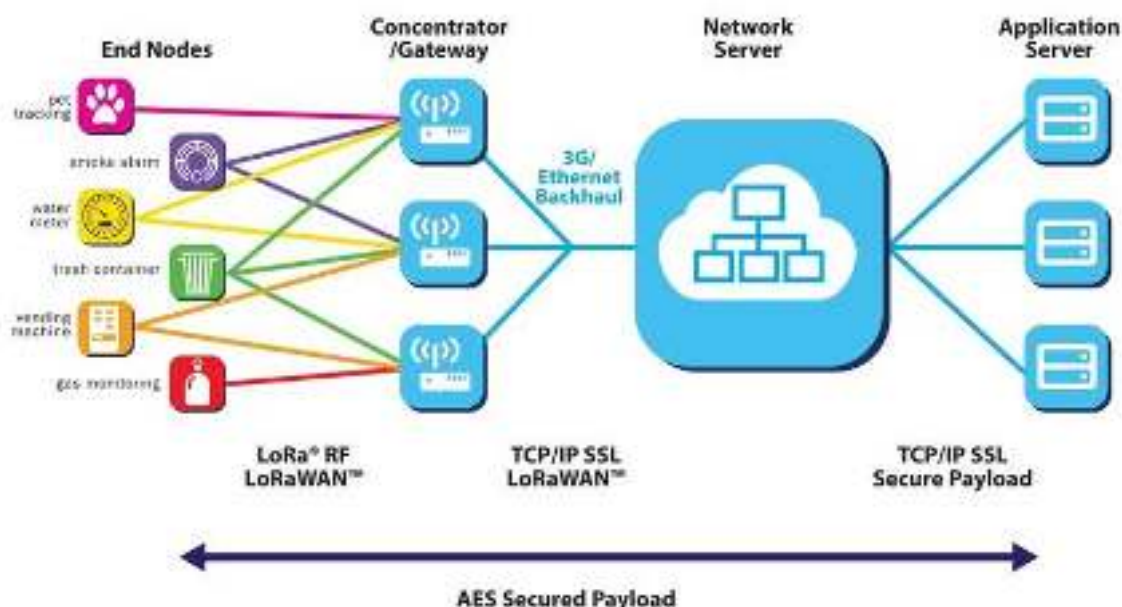 End Nodes
Concentrator
/Gateway
Network
Server
Application
Server
pet
tracking
smoke alarm
water
meter
trash container
vending
machine
gas monitoring
3G/
Ethernet
Backhaul
LoRa® RF
LoRaWAN™
TCP/IP SSL
LoRaWAN™
TCP/IP SSL
Secure Payload
AES Secured Payload